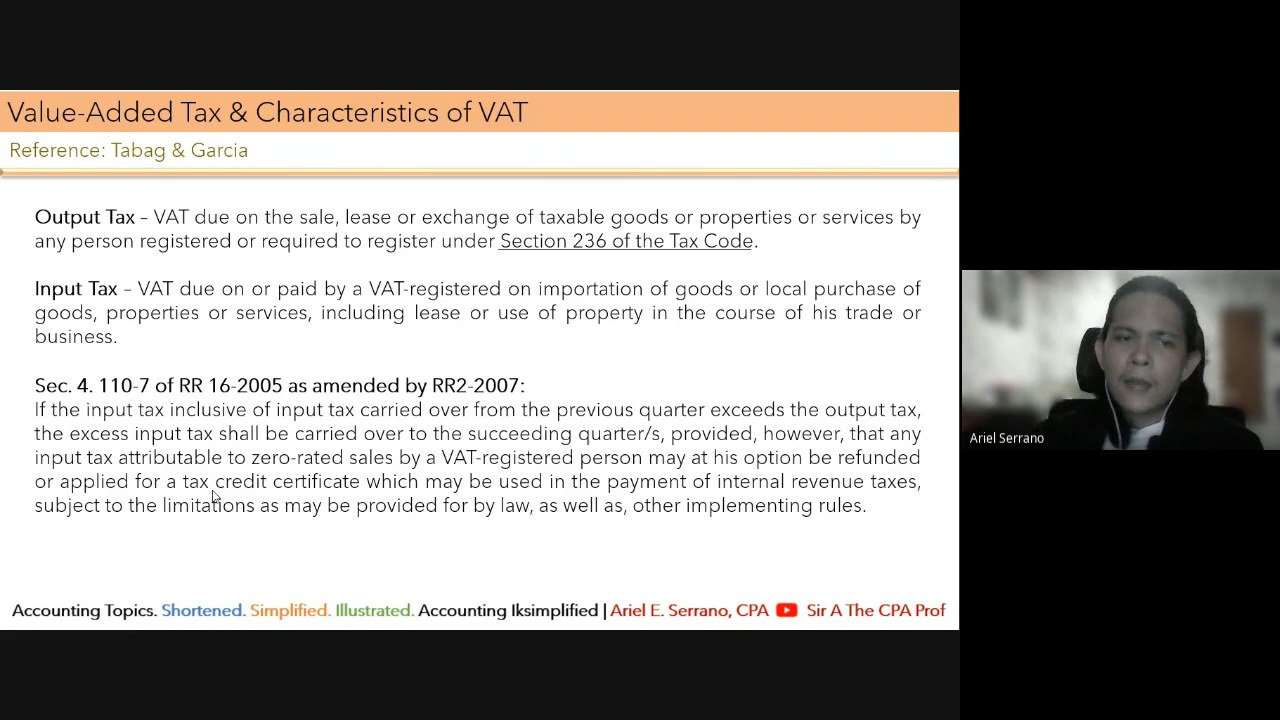 Value-Added Tax & Characteristics of VAT
Reference: Tabag & Garcia
Output Tax – VAT due on the sale, lease or exchange of taxable goods or properties or services by
any person registered or required to register under Section 236 of the Tax Code.
Input Tax – VAT due on or paid by a VAT-registered on importation of goods or local purchase of
goods, properties or services, including lease or use of property in the course of his trade or
business.
Sec. 4. 110-7 of RR 16-2005 as amended by RR2-2007:
If the input tax inclusive of input tax carried over from the previous quarter exceeds the output tax,
the excess input tax shall be carried over to the succeeding quarter/s, provided, however, that any
input tax attributable to zero-rated sales by a VAT-registered person may at his option be refunded
or applied for a tax credit certificate which may be used in the payment of internal revenue taxes,
subject to the limitations as may be provided for by law, as well as, other implementing rules.
Accounting Topics. Shortened. Simplified. Illustrated. Accounting Iksimplified | Ariel E. Serrano, CPA Sir A The CPA Prof
Ariel Serrano